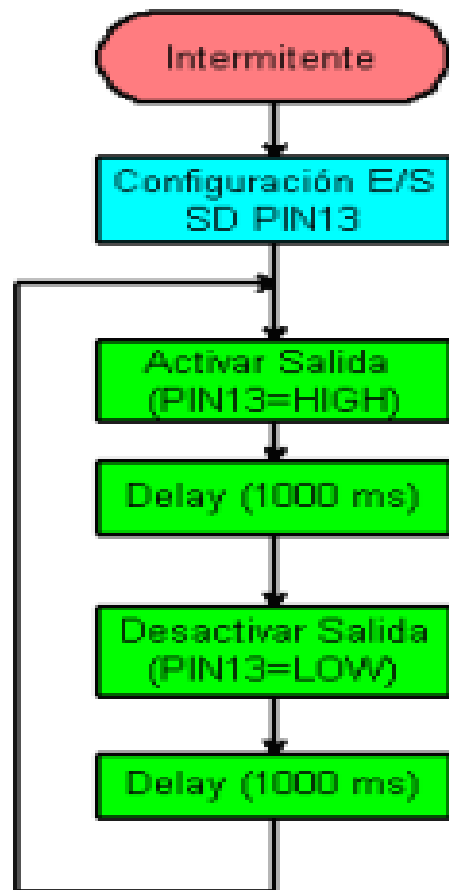 Intermitente
Configuración E/S
SD PIN13
Activar Salida
(PIN13=HIGH)
Delay (1000 ms)
Desactivar Salida
(PIN13=LOW)
Delay (1000 ms)